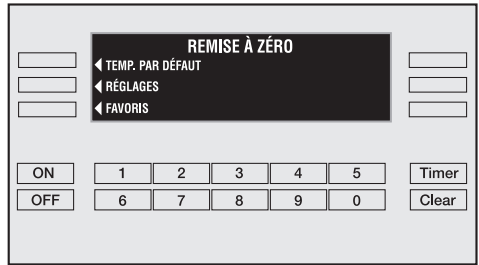 REMISE À ZÉRO
TEMP. PAR DÉFAUT
RÉGLAGES
FAVORIS
ON 1 2 3 4 5 Timer
OFF 6 7 8 9 0 Clear